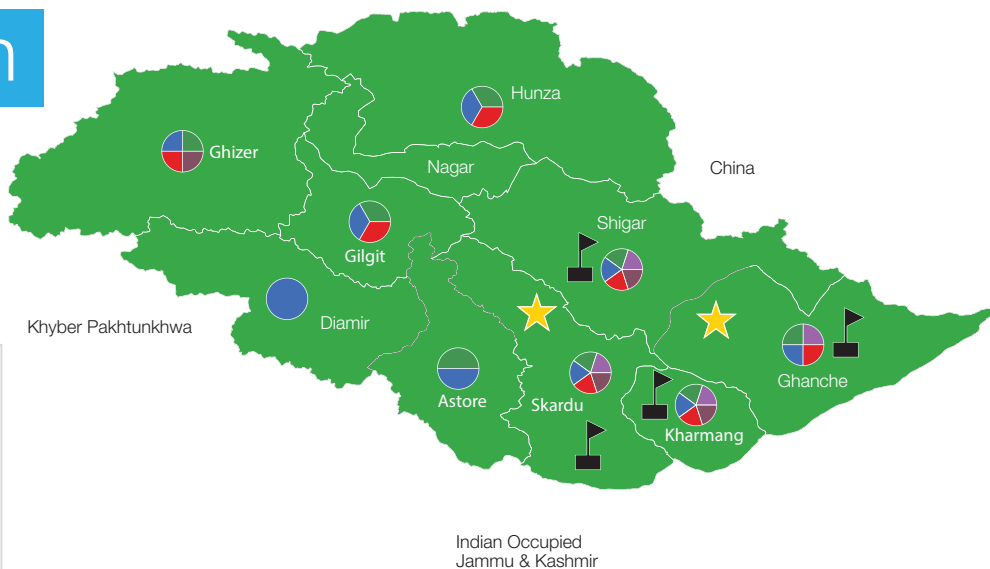 n
Hunza
Ghizer
Nagar
China
Shigar
Gilgit
Khyber Pakhtunkhwa
Diamir
Ghanche
Astore
Skardu
Kharmang
Indian Occupied
Jammu & Kashmir